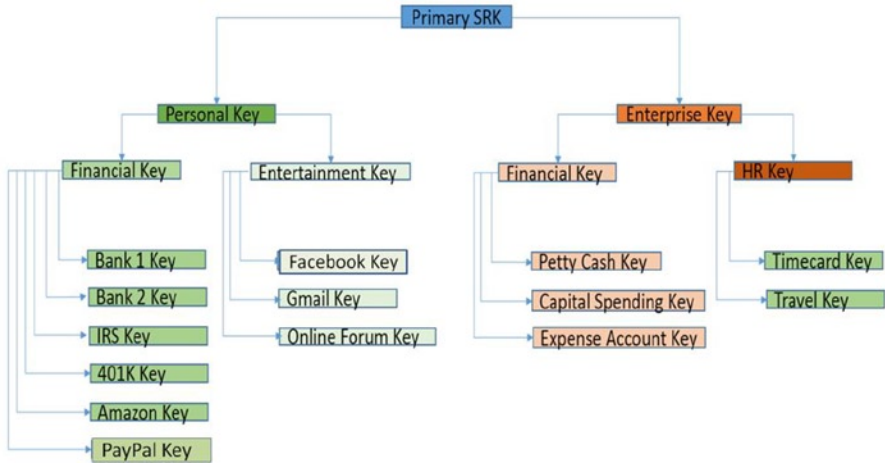 Primary SRK
Personal Key
Enterprise Key
Financial Key
Entertainment Key
Financial Key
HR Key
Bank 1 Key
Facebook Key
Petty Cash Key
Timecard Key
Bank 2 Key
Gmail Key
Capital Spending Key
Travel Key
IRS Key
Online Forum Key
Expense Account Key
401K Key
Amazon Key
PayPal Key